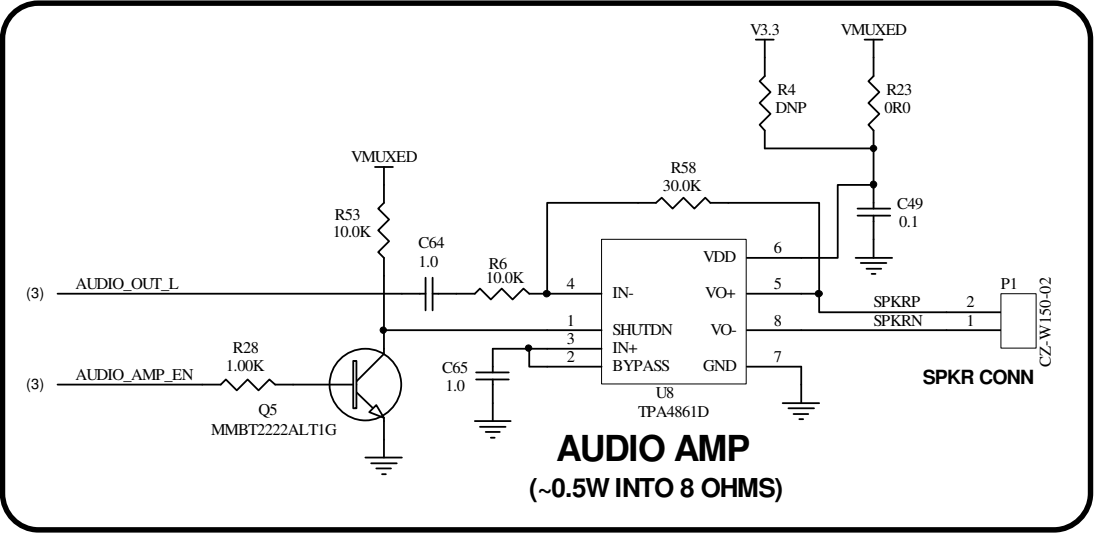 V3.3
VMUXED
R4
DNP
R23
0R0
VMUXED
R58
30.0K
R53
10.0K
C49
0.1
C64
1.0
R6
10.0K
VDD
6
P1
(3)
AUDIO_OUT_L
4
IN-
VO+
5
SPKRP
2
1
SHUTDN
VO-
8
SPKRN
1
CZ-W150-02
3
IN+
R28
1.00K
C65
1.0
2
BYPASS
GND
7
SPKR CONN
(3)
AUDIO_AMP_EN
U8
TPA4861D
Q5
MMBT2222ALT1G
AUDIO AMP
(~0.5W INTO 8 OHMS)